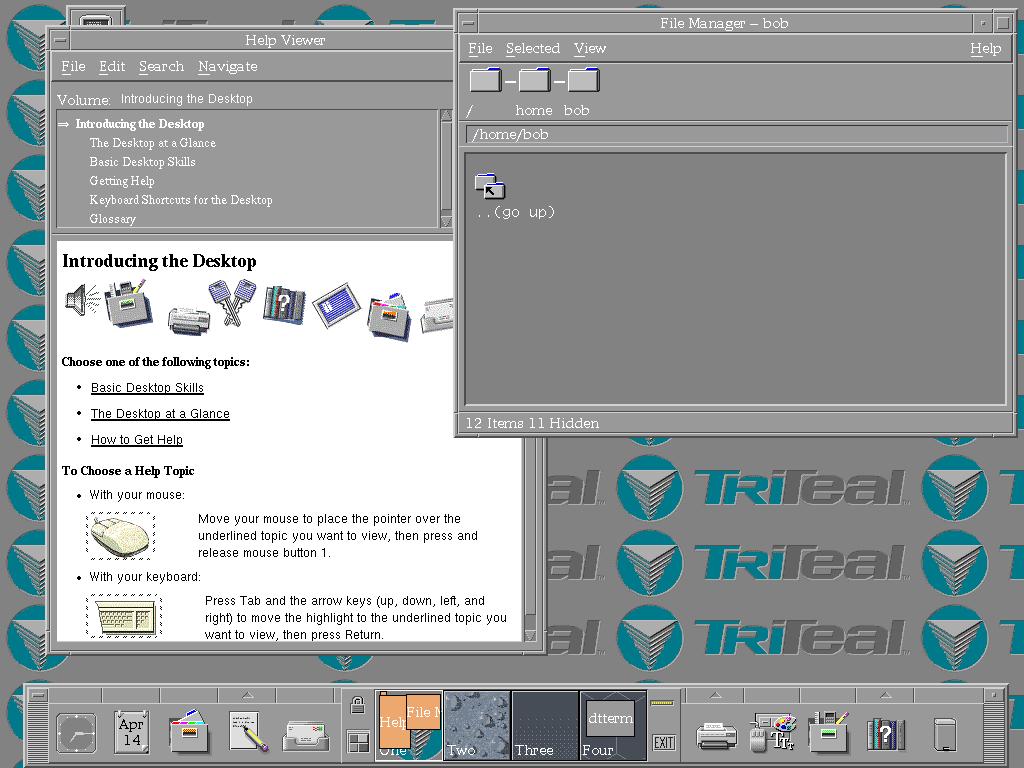 Help Viewer
File Edit Search Navigate
Volume: Introducing the Desktop
⇒ Introducing the Desktop
The Desktop at a Glance
Basic Desktop Skills
Getting Help
Keyboard Shortcuts for the Desktop
Glossary
Introducing the Desktop
?
Choose one of the following topics:
• Basic Desktop Skills
• The Desktop at a Glance
• How to Get Help
To Choose a Help Topic
• With your mouse:
Move your mouse to place the pointer over the
underlined topic you want to view, then press and
release mouse button 1.
• With your keyboard:
Press Tab and the arrow keys (up, down, left, and
right) to move the highlight to the underlined topic you
want to view, then press Return.
File Manager – bob
File Selected View Help
/ home bob
/home/bob
..(go up)
12 Items 11 Hidden
eal TriTeal T
eal TriTeal T
eal TriTeal T
Apr
14
Help File M
One
Two
Three
dtterm
Four
EXIT
?